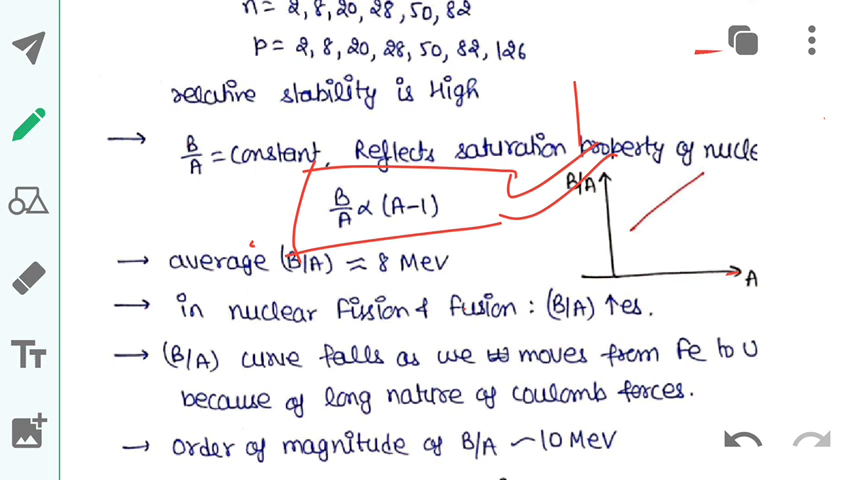 n = 2, 8, 20, 28, 50, 82
p = 2, 8, 20, 28, 50, 82, 126
relative stability is High
→ B/A = constant, Reflects saturation property of nucle
B/A ∝ (A-1)
B/A
A
→ average (B/A) ≈ 8 MeV
→ in nuclear fission & fusion : (B/A) ↑es.
→ (B/A) curve falls as we moves from Fe to U
because of long nature of coulomb forces.
→ order of magnitude of B/A ~ 10 MeV
TT